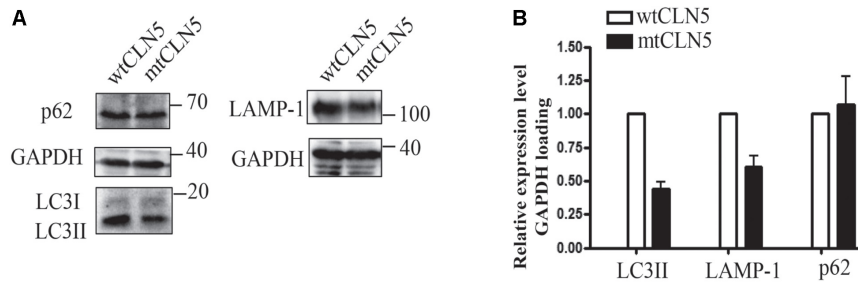 A
wtCLN5
mtCLN5
p62
70
GAPDH
40
LC3I
20
LC3II
wtCLN5
mtCLN5
LAMP-1
100
GAPDH
40
B
wtCLN5
mtCLN5
Relative expression level
GAPDH loading
1.50
1.25
1.00
0.75
0.50
0.25
0.00
LC3II
LAMP-1
p62